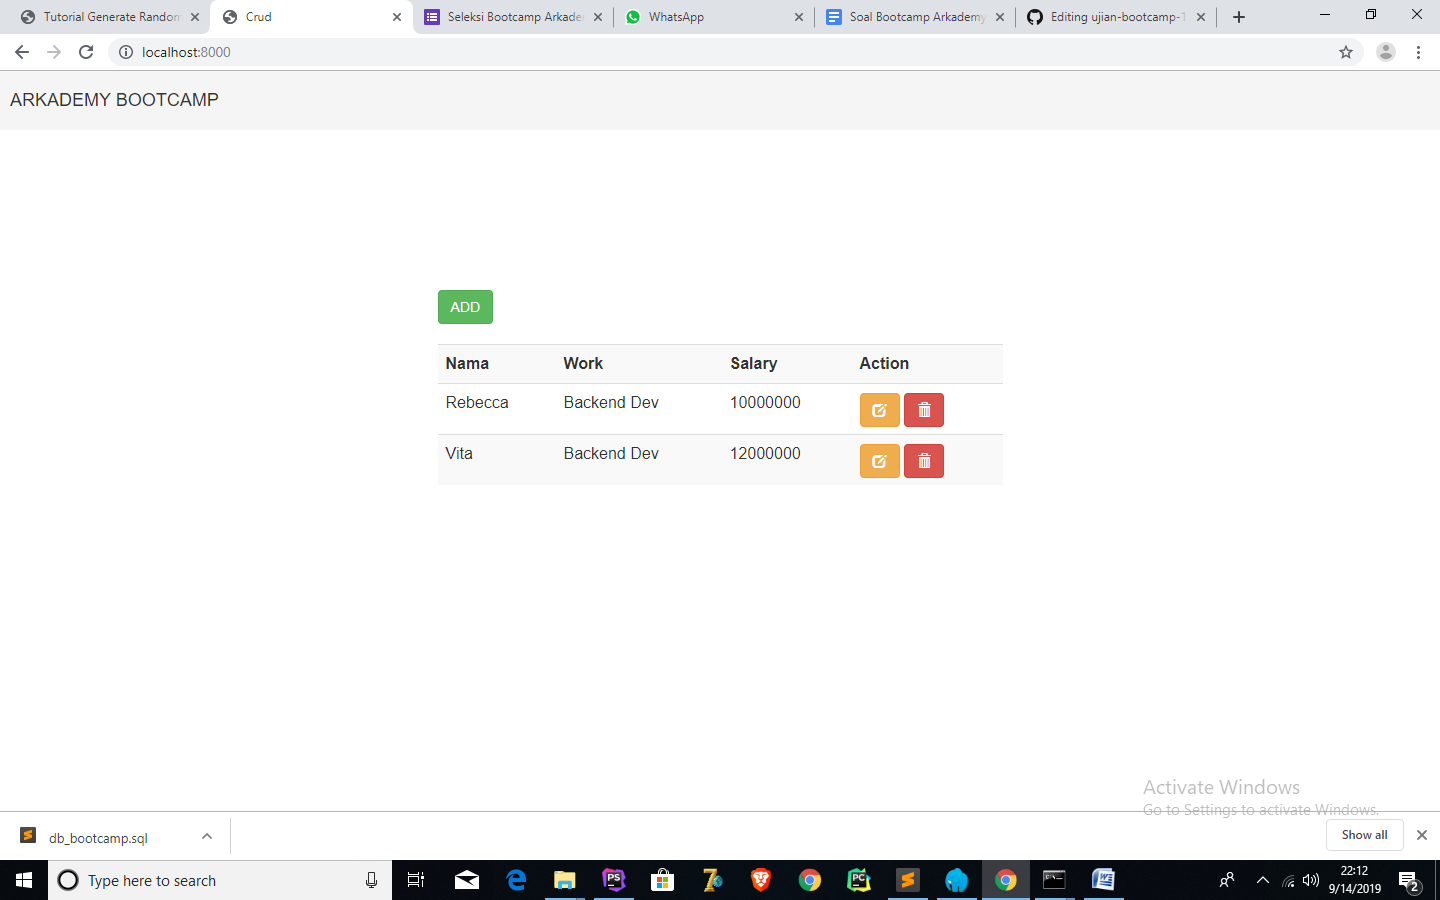 Tutorial Generate Random
Crud
Seleksi Bootcamp Arkade
WhatsApp
Soal Bootcamp Arkademy
Editing ujian-bootcamp-1
localhost:8000
ARKADEMY BOOTCAMP
ADD
Nama Work Salary Action
Rebecca Backend Dev 10000000
Vita Backend Dev 12000000
Activate Windows
Go to Settings to activate Windows.
db_bootcamp.sql
Show all
Type here to search
22:12
9/14/2019
2